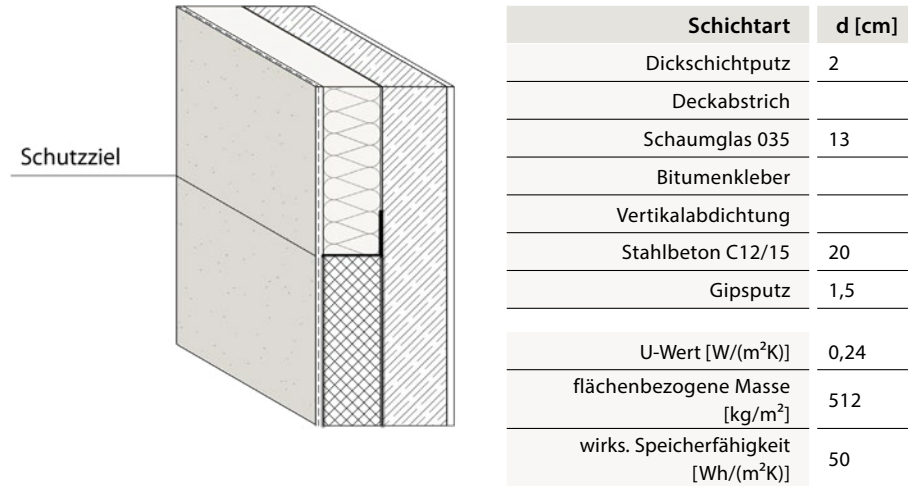 Schutzziel
Schichtart d [cm]
Dickschichtputz 2
Deckabstrich
Schaumglas 035 13
Bitumenkleber
Vertikalabdichtung
Stahlbeton C12/15 20
Gipsputz 1,5
U-Wert [W/(m²K)] 0,24
flächenbezogene Masse
[kg/m²] 512
wirks. Speicherfähigkeit
[Wh/(m²K)] 50